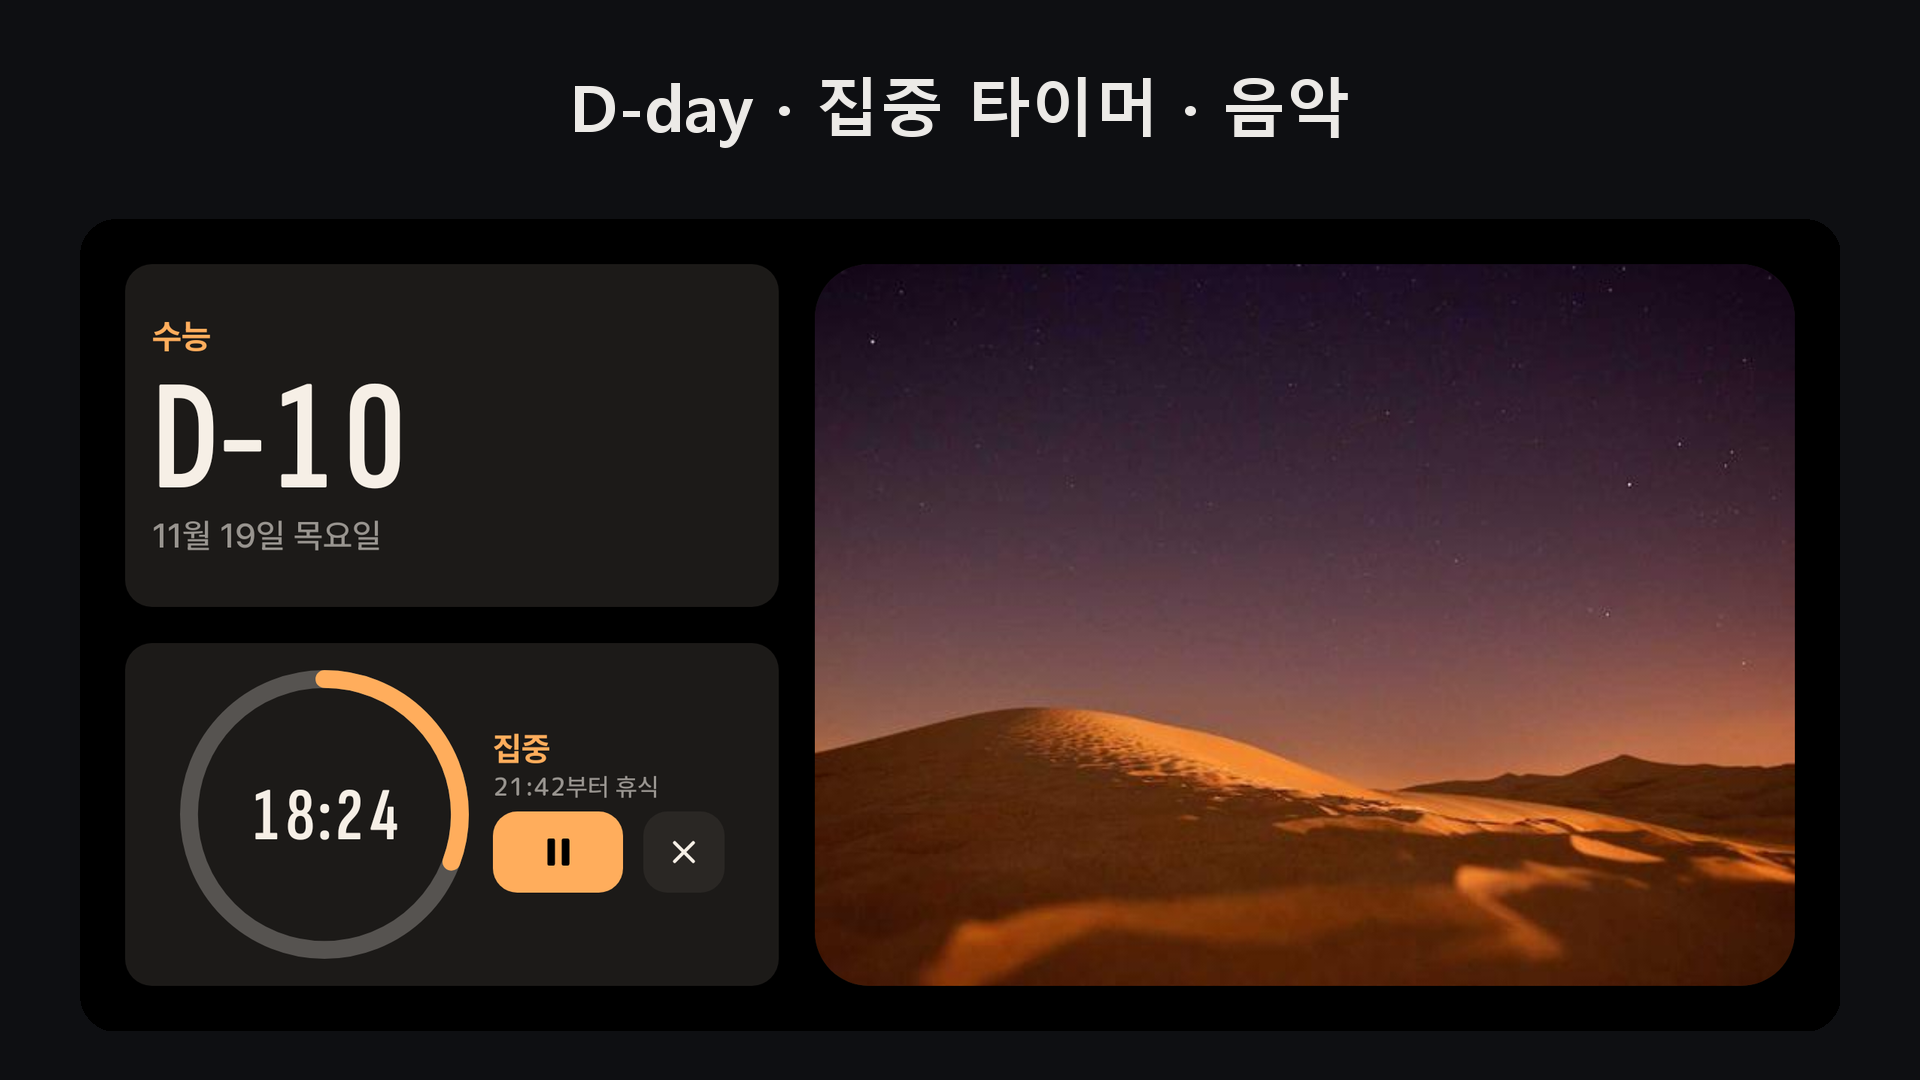 D-day · 집중 타이머 · 음악
수능
D-10
11월 19일 목요일
18:24
집중
21:42부터 휴식